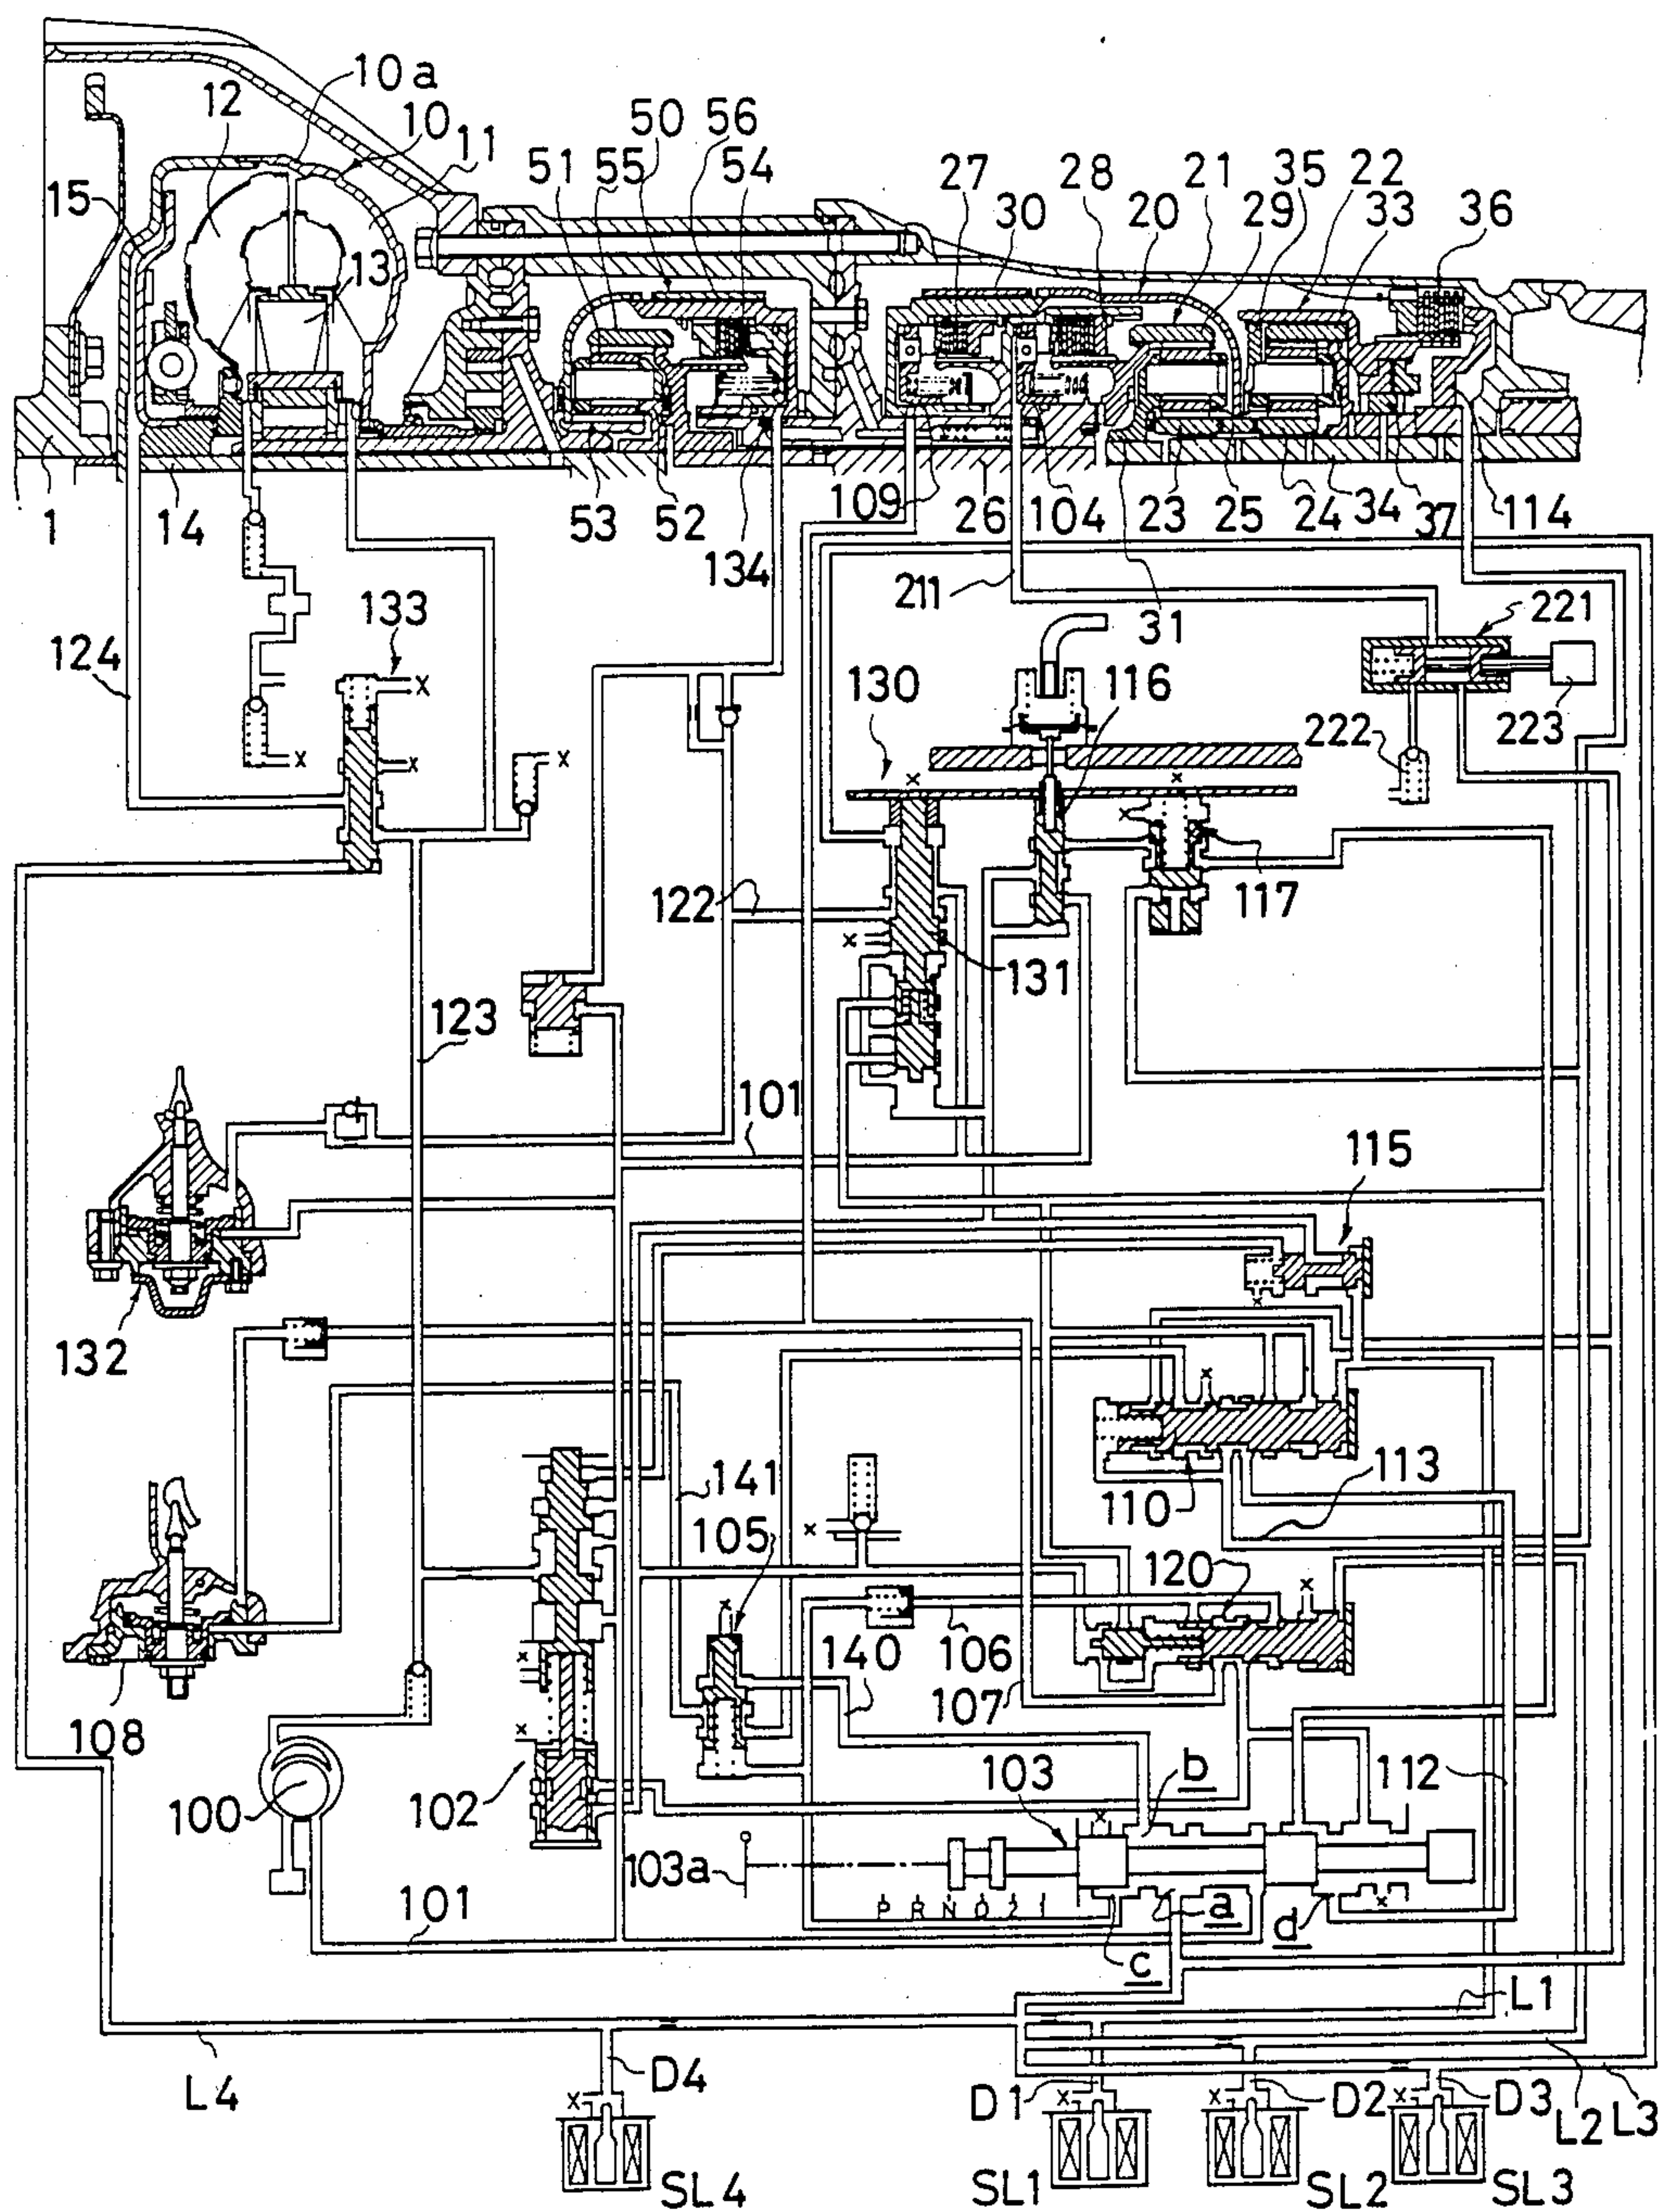 10a
12 10 11
50 56
51 55 54
27 28 21 35 22
30 20 29 33 36
15
13
1 14 53 52 109 26 104 23 25 24 34 37 114
134
211 31
133 221
124
x
130 116
222 223
x x
x
x x
122 117
x
131
123
101
115
x
132
x
141 110 113
x
105 120 x
x
140 106
x
107
108 x
b
100 102 103 112
x
103a
P R N D 2 1 a d x
101
c
L1
D4
L4 D1 D2 D3
x x x x L2 L3
SL4 SL1 SL2 SL3